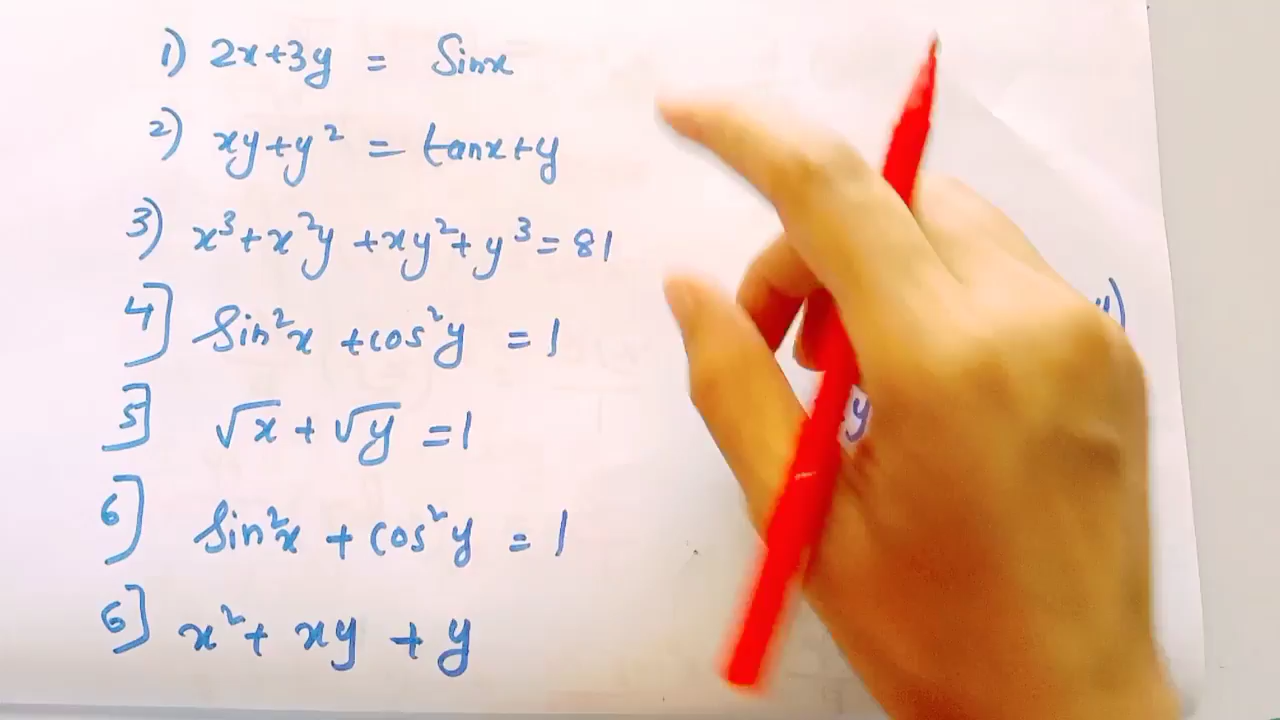 1) 2x+3y = Sinx
2) xy+y² = tanx+y
3) x³+x²y+xy²+y³=81
4] Sin²x +cos²y =1
5] √x + √y =1
6] Sin²x + cos²y = 1
6] x²+ xy + y
y)
y